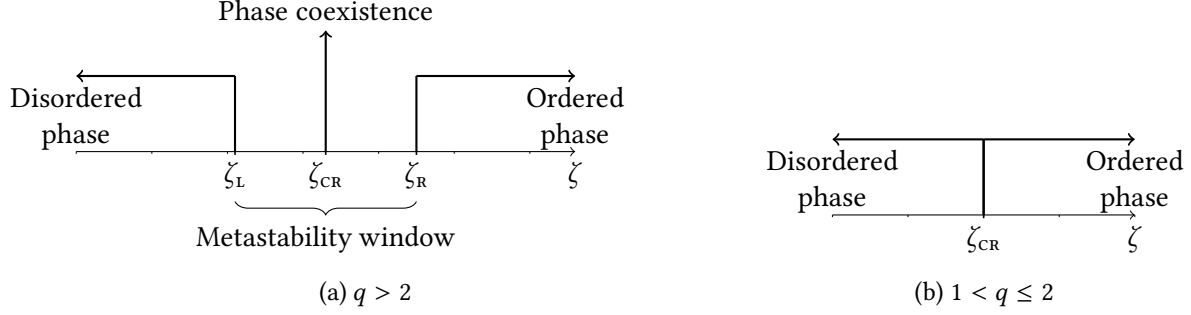 Phase coexistence
Disordered
phase
Ordered
phase
ζL
ζCR
ζR
ζ
Metastability window
(a) q > 2
Disordered
phase
Ordered
phase
ζCR
ζ
(b) 1 < q ≤ 2